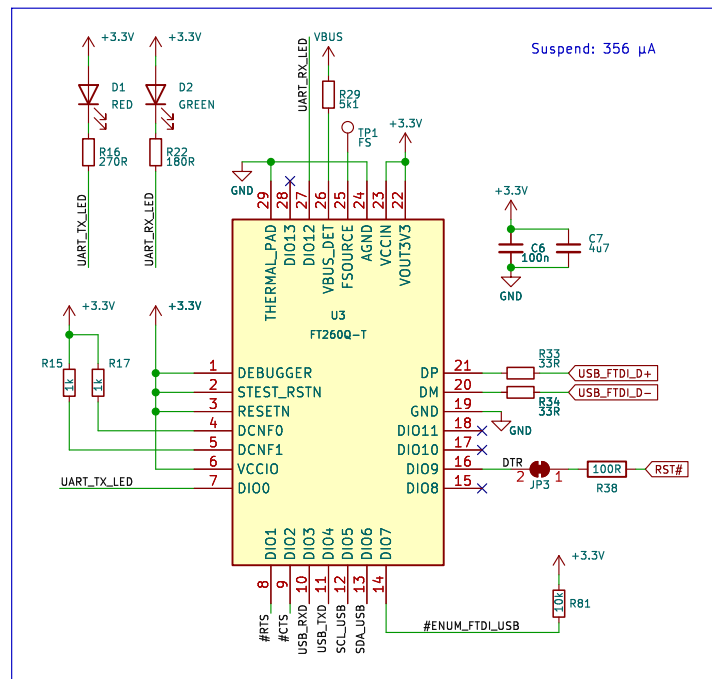 Suspend: 356 µA
+3.3V
+3.3V
VBUS
D1
RED
D2
GREEN
UART_RX_LED
R29
5k1
TP1
FS
+3.3V
R16
270R
R22
180R
UART_TX_LED
UART_RX_LED
GND
29
28
27
26
25
24
23
22
THERMAL_PAD
DIO13
DIO12
VBUS_DET
FSOURCE
AGND
VCCIN
VOUT3V3
+3.3V
C6
100n
C7
4u7
GND
+3.3V
+3.3V
U3
FT260Q-T
R15
1k
R17
1k
1
DEBUGGER
2
STEST_RSTN
3
RESETN
4
DCNF0
5
DCNF1
6
VCCIO
7
DIO0
UART_TX_LED
DP
21
R33
33R
USB_FTDI_D+
DM
20
R34
33R
USB_FTDI_D-
GND
19
GND
DIO11
18
DIO10
17
DIO9
16
DTR
2
JP3
1
100R
R38
RST#
DIO8
15
DIO1
DIO2
DIO3
DIO4
DIO5
DIO6
DIO7
8
9
10
11
12
13
14
#RTS
#CTS
USB_RXD
USB_TXD
SCL_USB
SDA_USB
#ENUM_FTDI_USB
+3.3V
10k
R81